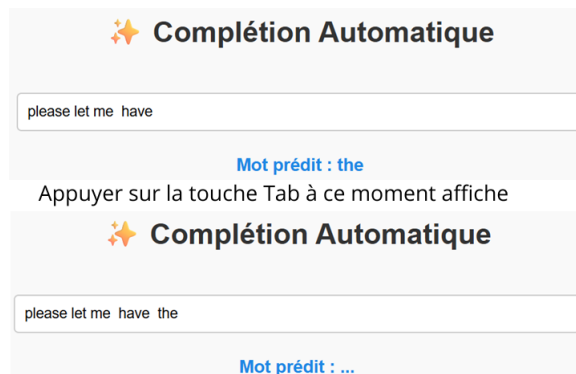 ✨ Complétion Automatique
please let me  have
Mot prédit : the
Appuyer sur la touche Tab à ce moment affiche
✨ Complétion Automatique
please let me  have  the
Mot prédit : ...